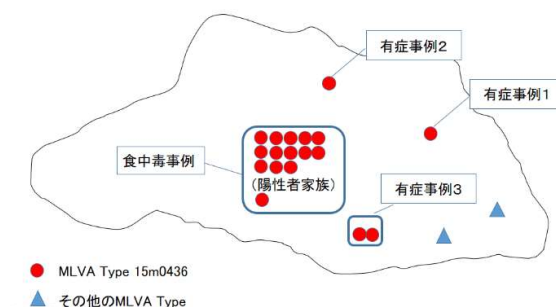 有症事例2
有症事例1
食中毒事例
(陽性者家族)
有症事例3
MLVA Type 15m0436
その他のMLVA Type